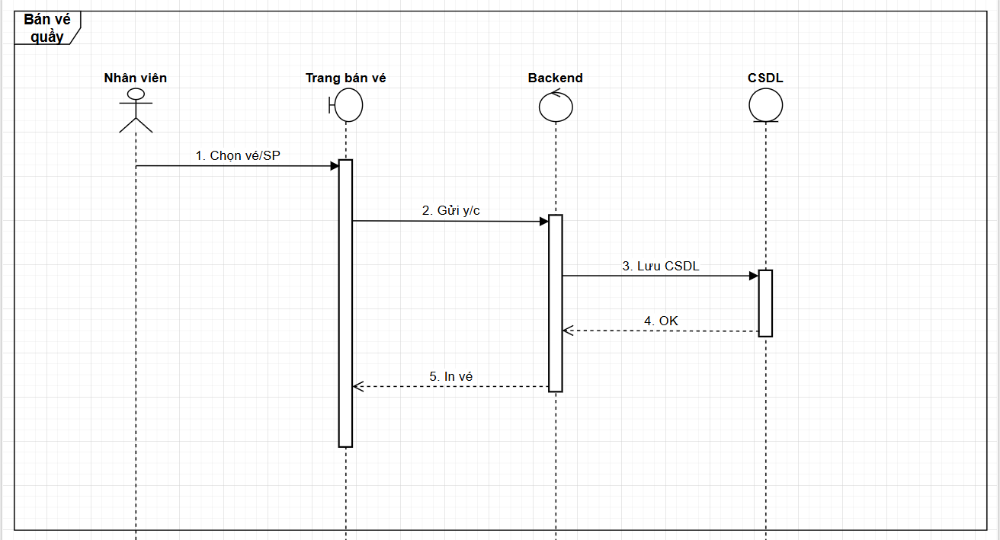 Bán vé
quầy
Nhân viên
Trang bán vé
Backend
CSDL
1. Chọn vé/SP
2. Gửi y/c
3. Lưu CSDL
4. OK
5. In vé